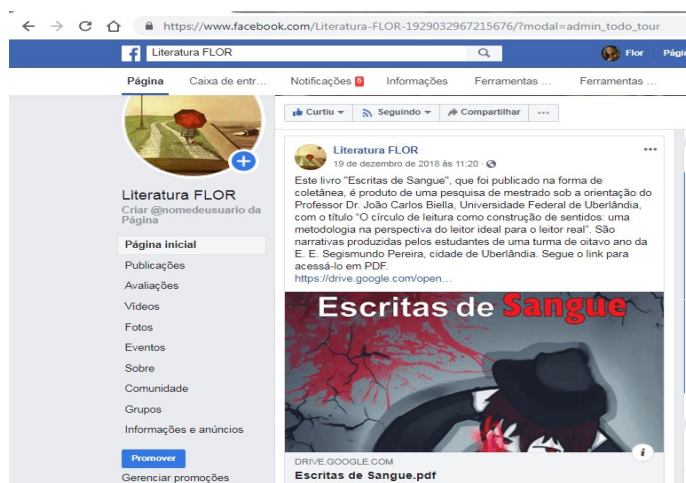 https://www.facebook.com/Literatura-FLOR-1929032967215676/?modal=admin_todo_tour
f Literatura FLOR Flor Págin
Página Caixa de entr... Notificações 5 Informações Ferramentas ... Ferramentas ...
Curtiu Seguindo Compartilhar ...
Literatura FLOR
19 de dezembro de 2018 às 11:20
Este livro "Escritas de Sangue", que foi publicado na forma de
coletânea, é produto de uma pesquisa de mestrado sob a orientação do
Professor Dr. João Carlos Biella, Universidade Federal de Uberlândia,
com o título "O círculo de leitura como construção de sentidos: uma
metodologia na perspectiva do leitor ideal para o leitor real". São
narrativas produzidas pelos estudantes de uma turma de oitavo ano da
E. E. Segismundo Pereira, cidade de Uberlândia. Segue o link para
acessá-lo em PDF.
https://drive.google.com/open...
Escritas de Sangue
DRIVE.GOOGLE.COM
Escritas de Sangue.pdf
Literatura FLOR
Criar @nomedeusuario da
Página
Página inicial
Publicações
Avaliações
Vídeos
Fotos
Eventos
Sobre
Comunidade
Grupos
Informações e anúncios
Promover
Gerenciar promoções